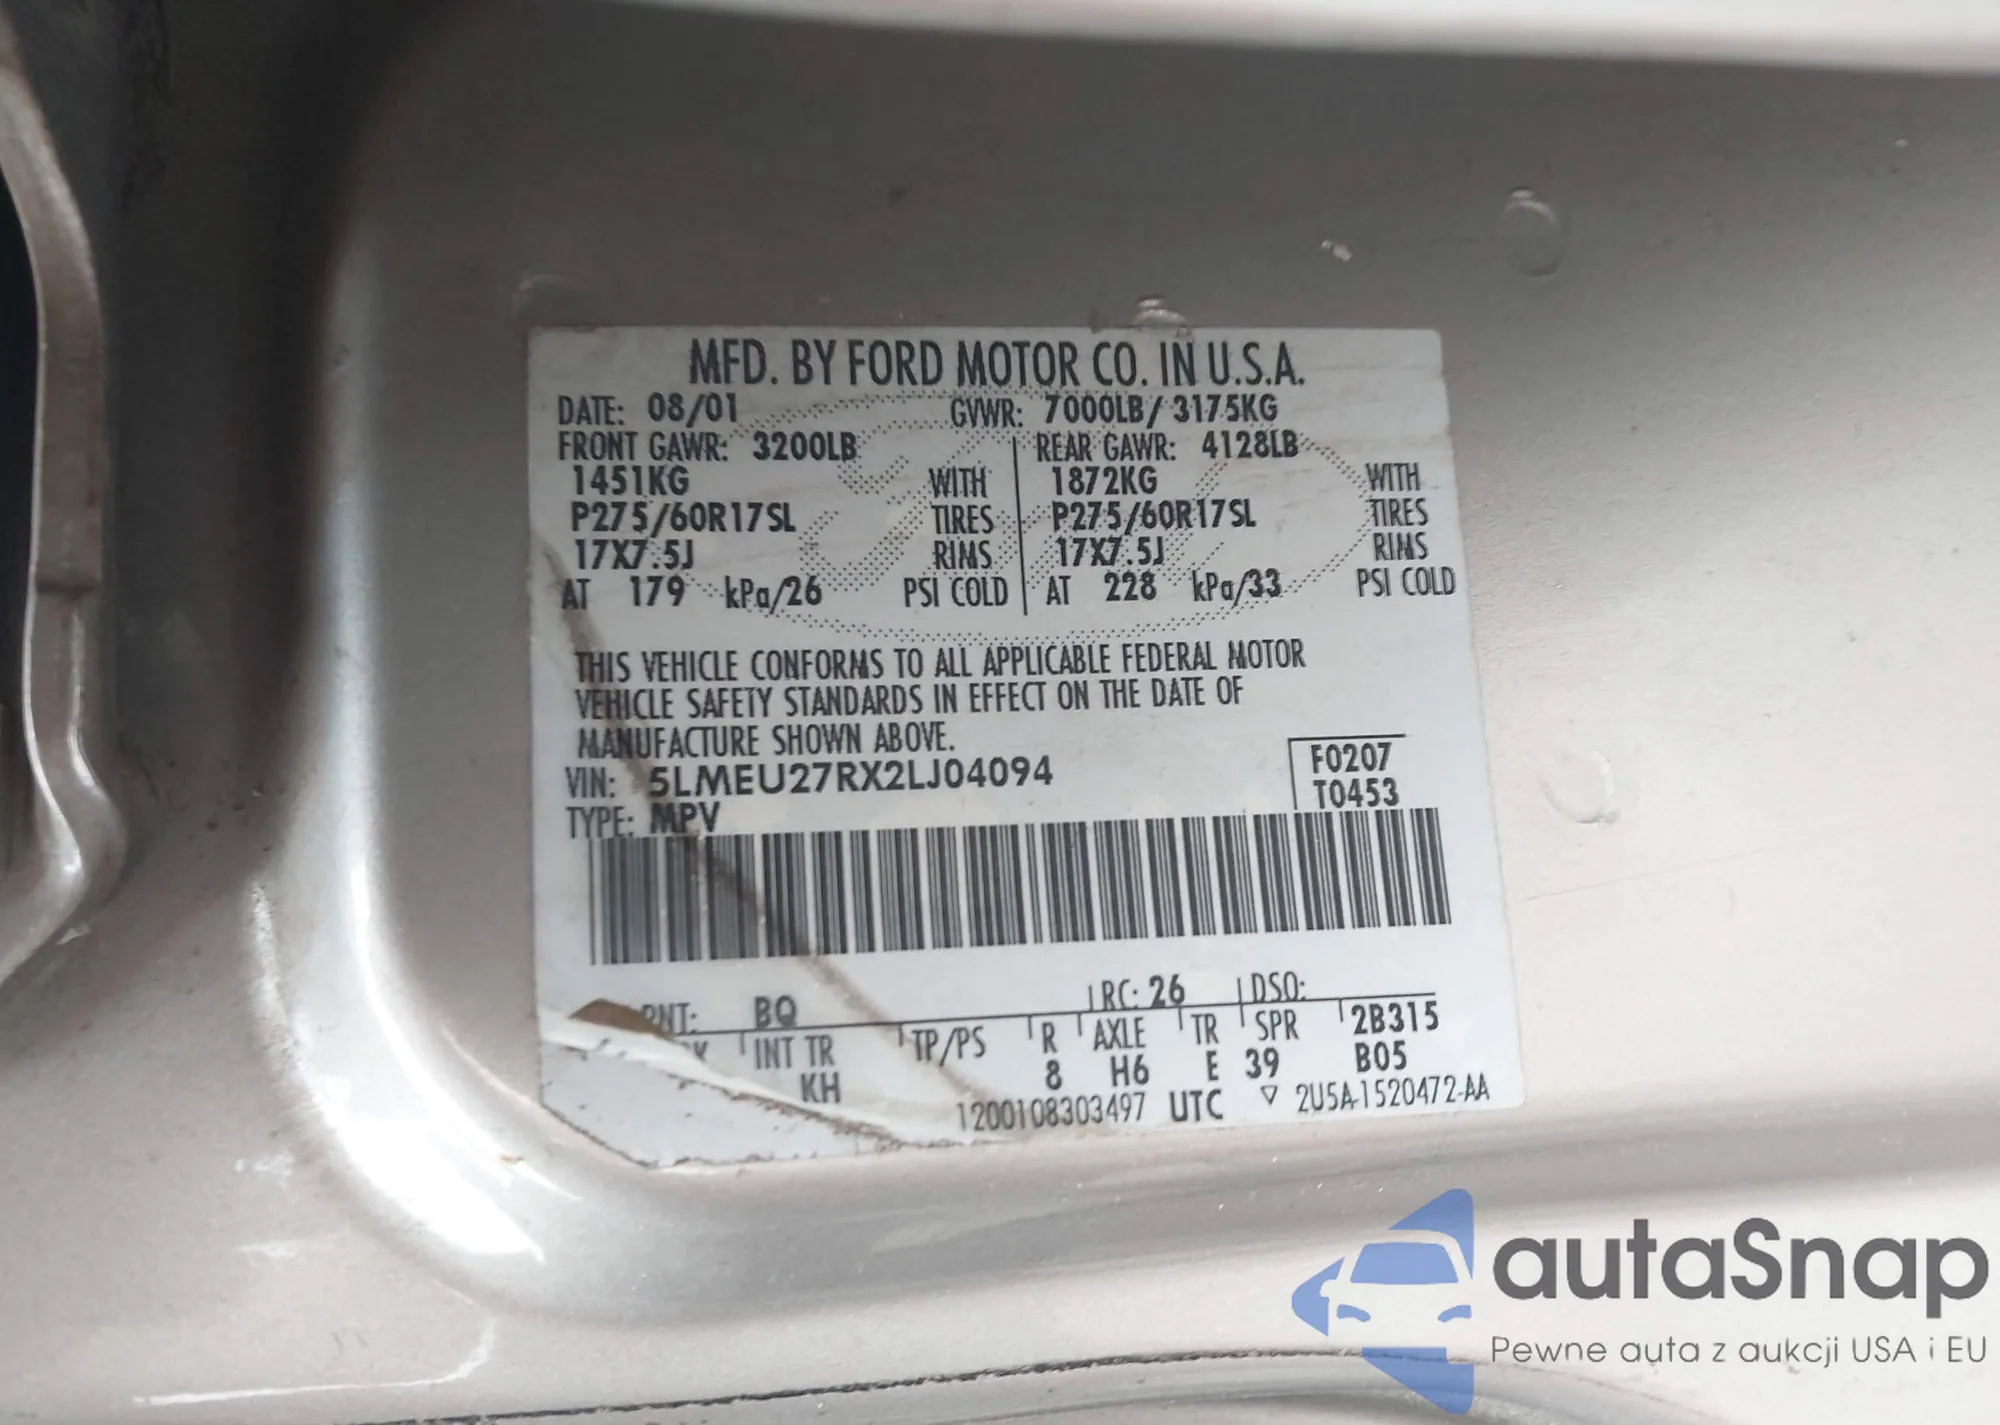 MFD. BY FORD MOTOR CO. IN U.S.A.
DATE: 08/01 GVWR: 7000LB/ 3175KG
FRONT GAWR: 3200LB REAR GAWR: 4128LB
1451KG WITH 1872KG WITH
P275/60R17SL TIRES P275/60R17SL TIRES
17X7.5J RIMS 17X7.5J RIMS
AT 179 kPa/26 PSI COLD AT 228 kPa/33 PSI COLD
THIS VEHICLE CONFORMS TO ALL APPLICABLE FEDERAL MOTOR
VEHICLE SAFETY STANDARDS IN EFFECT ON THE DATE OF
MANUFACTURE SHOWN ABOVE.
VIN: 5LMEU27RX2LJ04094 F0207
TYPE: MPV T0453
PNT: BQ RC: 26 DSO:
INT TR TP/PS R AXLE TR SPR 2B315
KH 8 H6 E 39 B05
1200108303497 UTC ▽ 2U5A-1520472-AA
autaSnap
Pewne auta z aukcji USA i EU